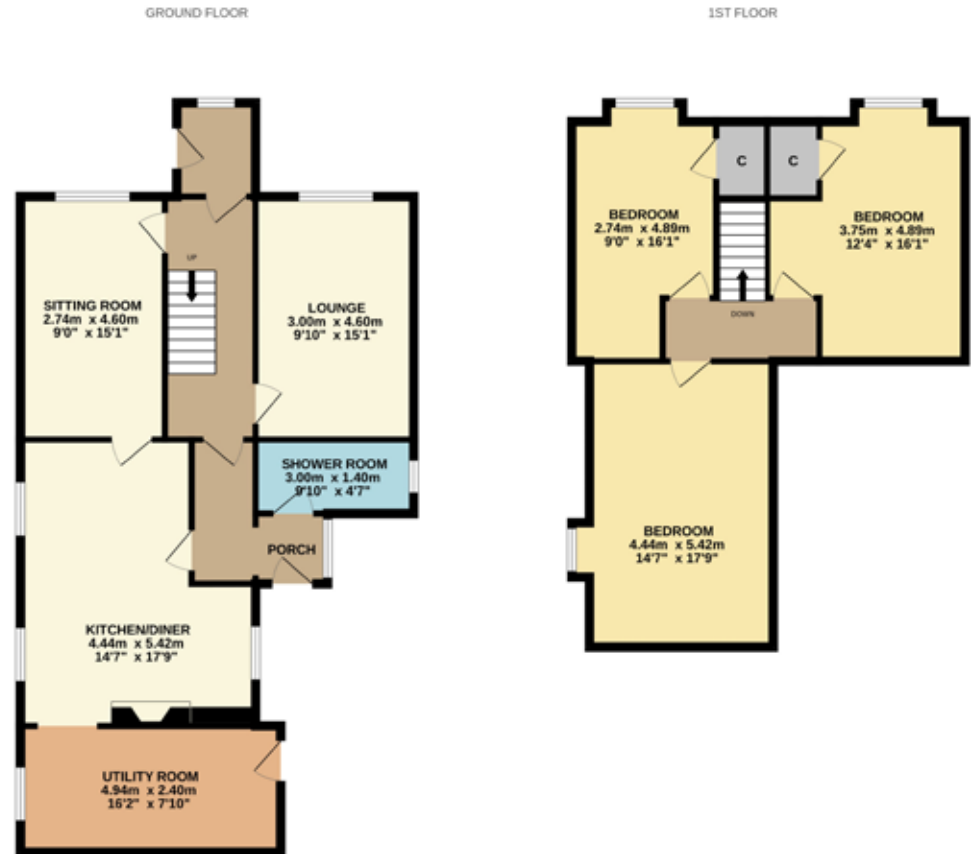 GROUND FLOOR
1ST FLOOR
UP
SITTING ROOM
2.74m x 4.60m
9'0" x 15'1"
LOUNGE
3.00m x 4.60m
9'10" x 15'1"
SHOWER ROOM
3.00m x 1.40m
9'10" x 4'7"
PORCH
KITCHEN/DINER
4.44m x 5.42m
14'7" x 17'9"
UTILITY ROOM
4.94m x 2.40m
16'2" x 7'10"
C
C
BEDROOM
2.74m x 4.89m
9'0" x 16'1"
BEDROOM
3.75m x 4.89m
12'4" x 16'1"
DOWN
BEDROOM
4.44m x 5.42m
14'7" x 17'9"